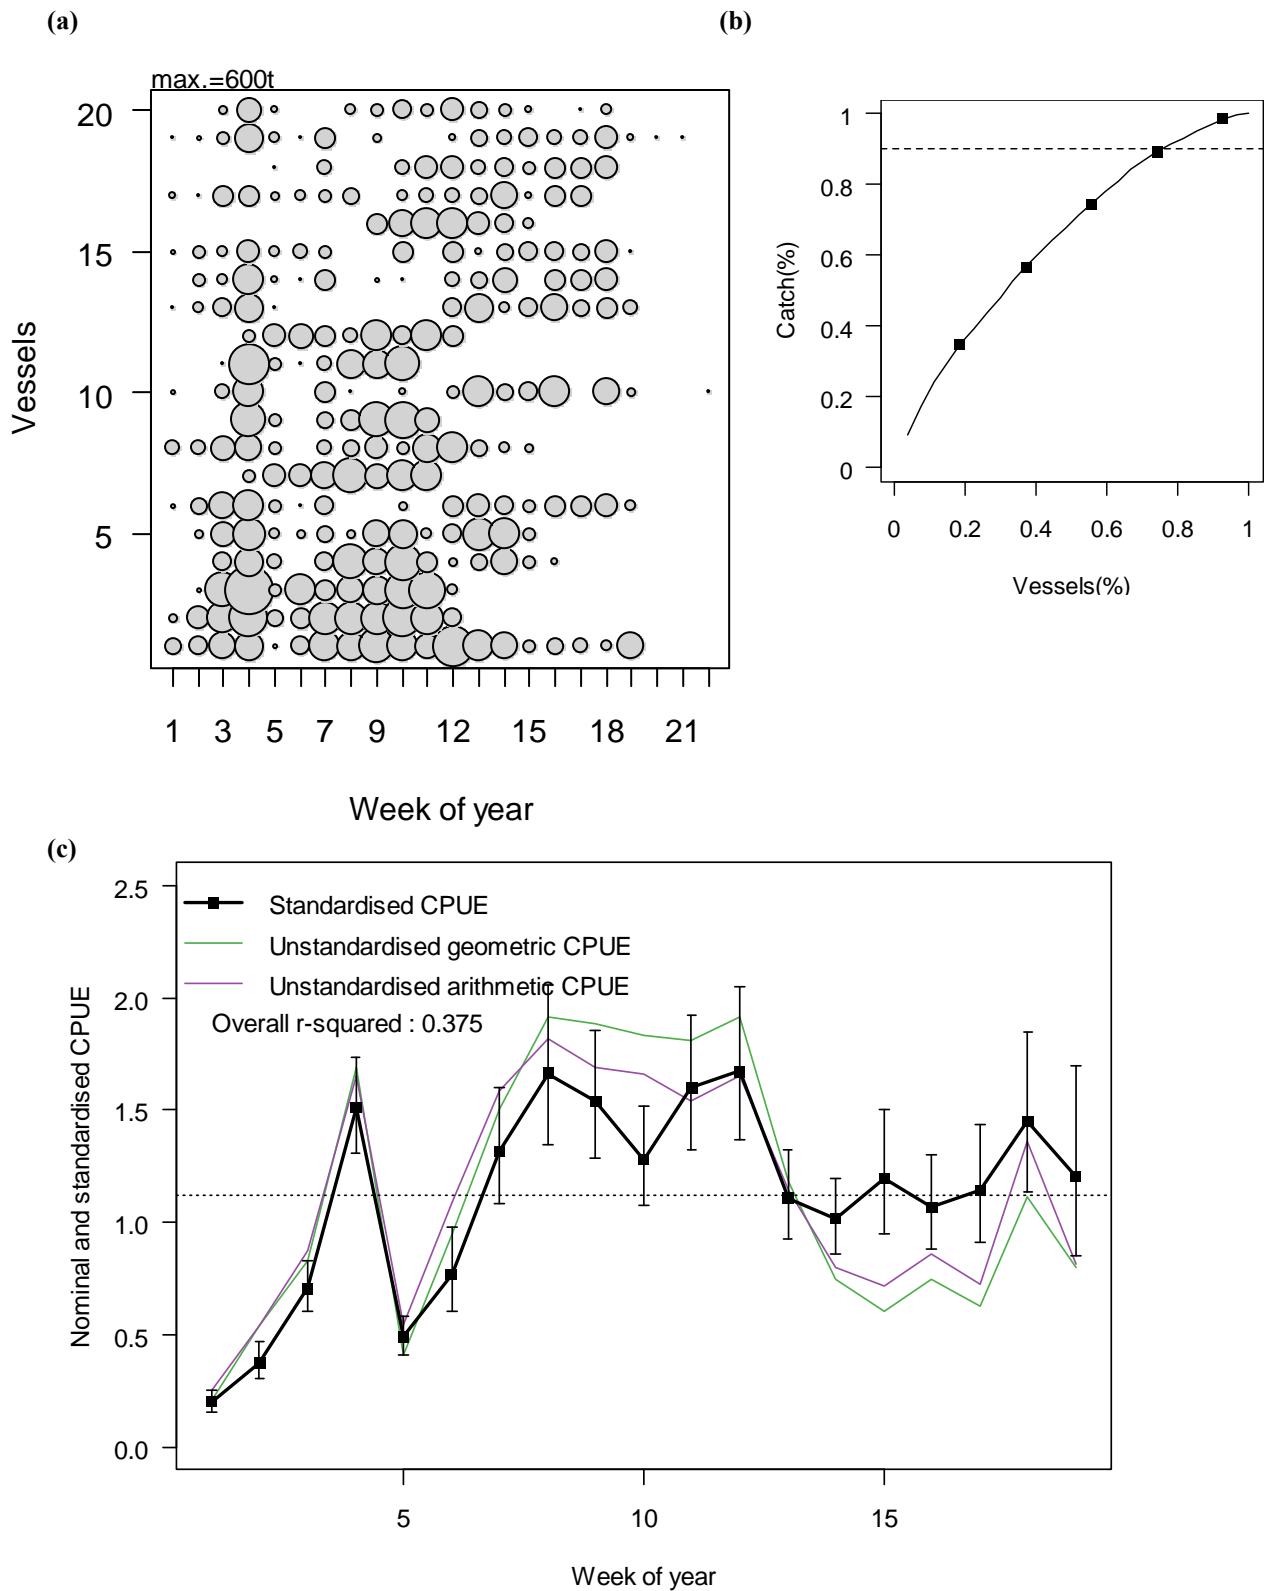 (a)
(b)
max.=600t
20
15
10
5
Vessels
1 3 5 7 9 12 15 18 21
Week of year
1
0.8
0.6
0.4
0.2
0
Catch(%)
0 0.2 0.4 0.6 0.8 1
Vessels(%)
(c)
2.5
2.0
1.5
1.0
0.5
0.0
Nominal and standardised CPUE
Standardised CPUE
Unstandardised geometric CPUE
Unstandardised arithmetic CPUE
Overall r-squared : 0.375
5 10 15
Week of year